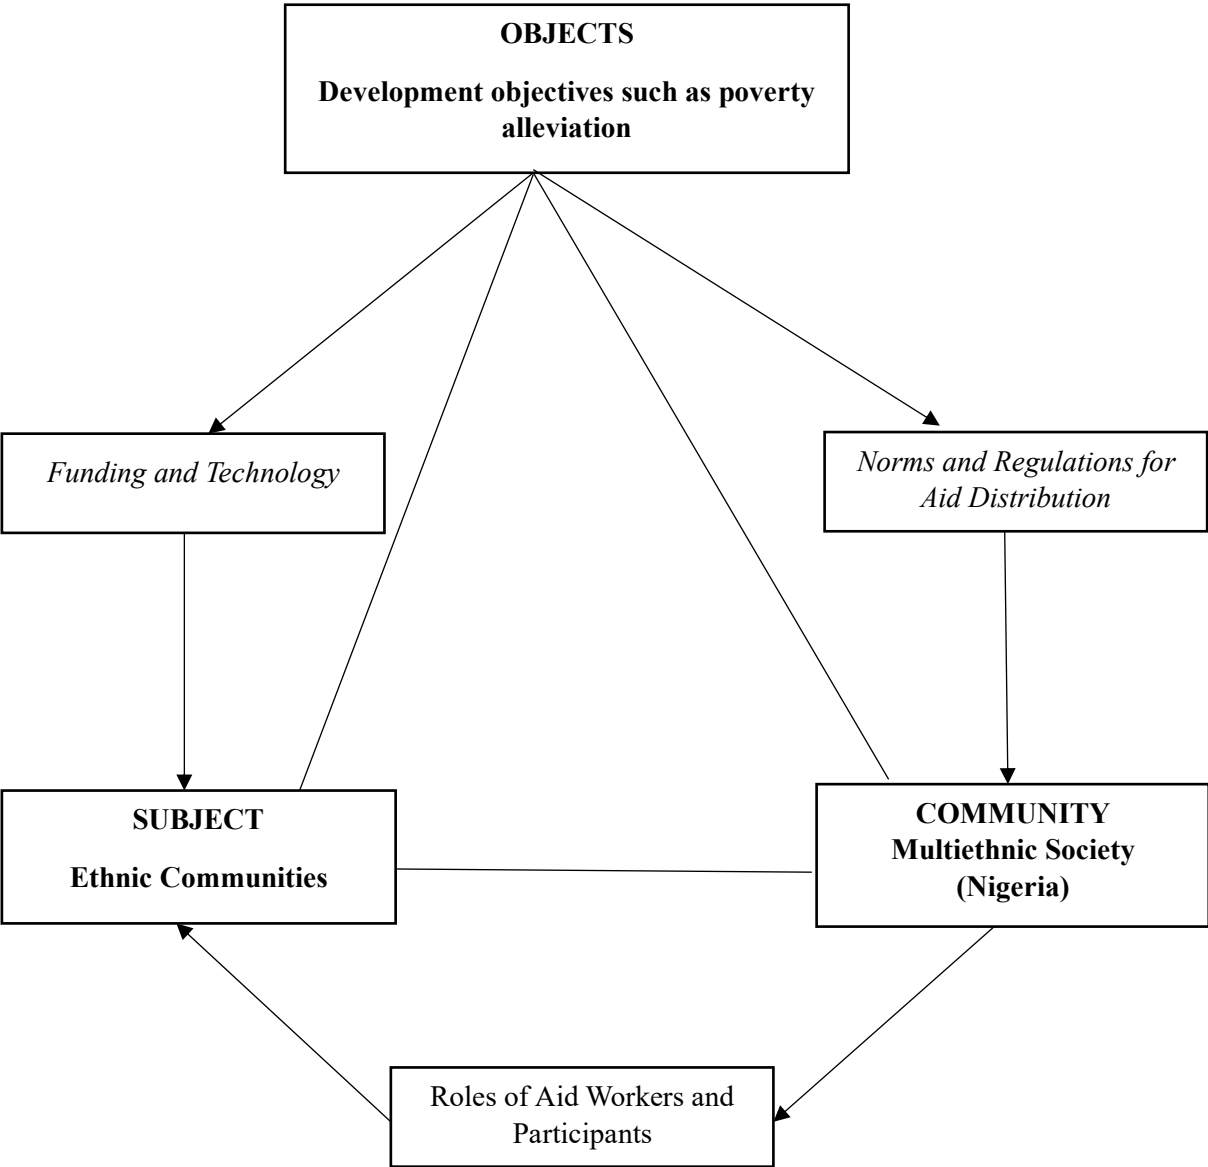 OBJECTS
Development objectives such as poverty
alleviation
Funding and Technology
Norms and Regulations for
Aid Distribution
SUBJECT
Ethnic Communities
COMMUNITY
Multiethnic Society
(Nigeria)
Roles of Aid Workers and
Participants